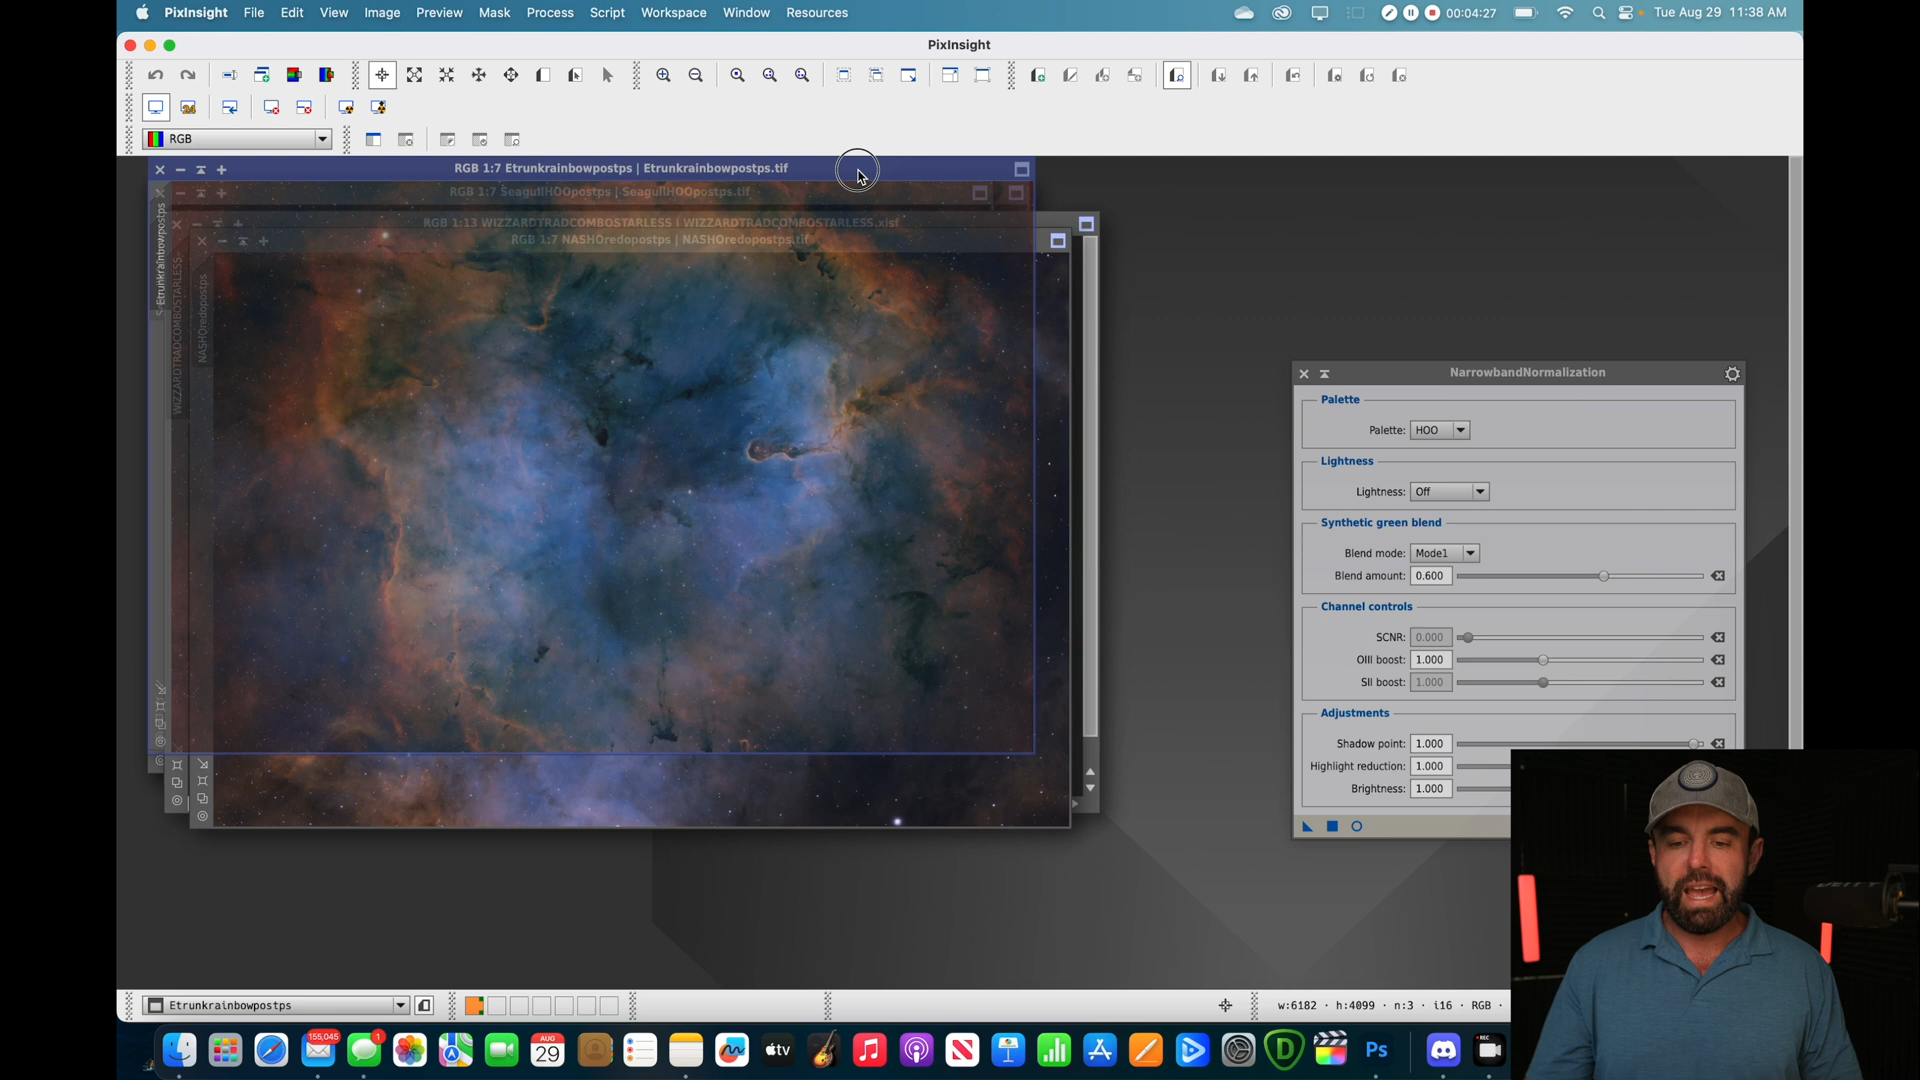 PixInsight File Edit View Image Preview Mask Process Script Workspace Window Resources 00:04:27 Tue Aug 29 11:38 AM
PixInsight
RGB
RGB 1:7 Etrunkrainbowpostps | Etrunkrainbowpostps.tif
RGB 1:7 SeagullHOOpostps | SeagullHOOpostps.tif
RGB 1:13 WIZZARDTRADCOMBOSTARLESS | WIZZARDTRADCOMBOSTARLESS.xisf
RGB 1:7 NASHOredopostps | NASHOredopostps.tif
Etrunkrainbowpostps
WIZZARDTRADCOMBOSTARLESS
NASHOredopostps
NarrowbandNormalization
Palette
Palette: HOO
Lightness
Lightness: Off
Synthetic green blend
Blend mode: Mode1
Blend amount: 0.600
Channel controls
SCNR: 0.000
OIII boost: 1.000
SII boost: 1.000
Adjustments
Shadow point: 1.000
Highlight reduction: 1.000
Brightness: 1.000
Etrunkrainbowpostps
w:6182 · h:4099 · n:3 · i16 · RGB ·
155,045
1
AUG
29
tv
Ps
REC